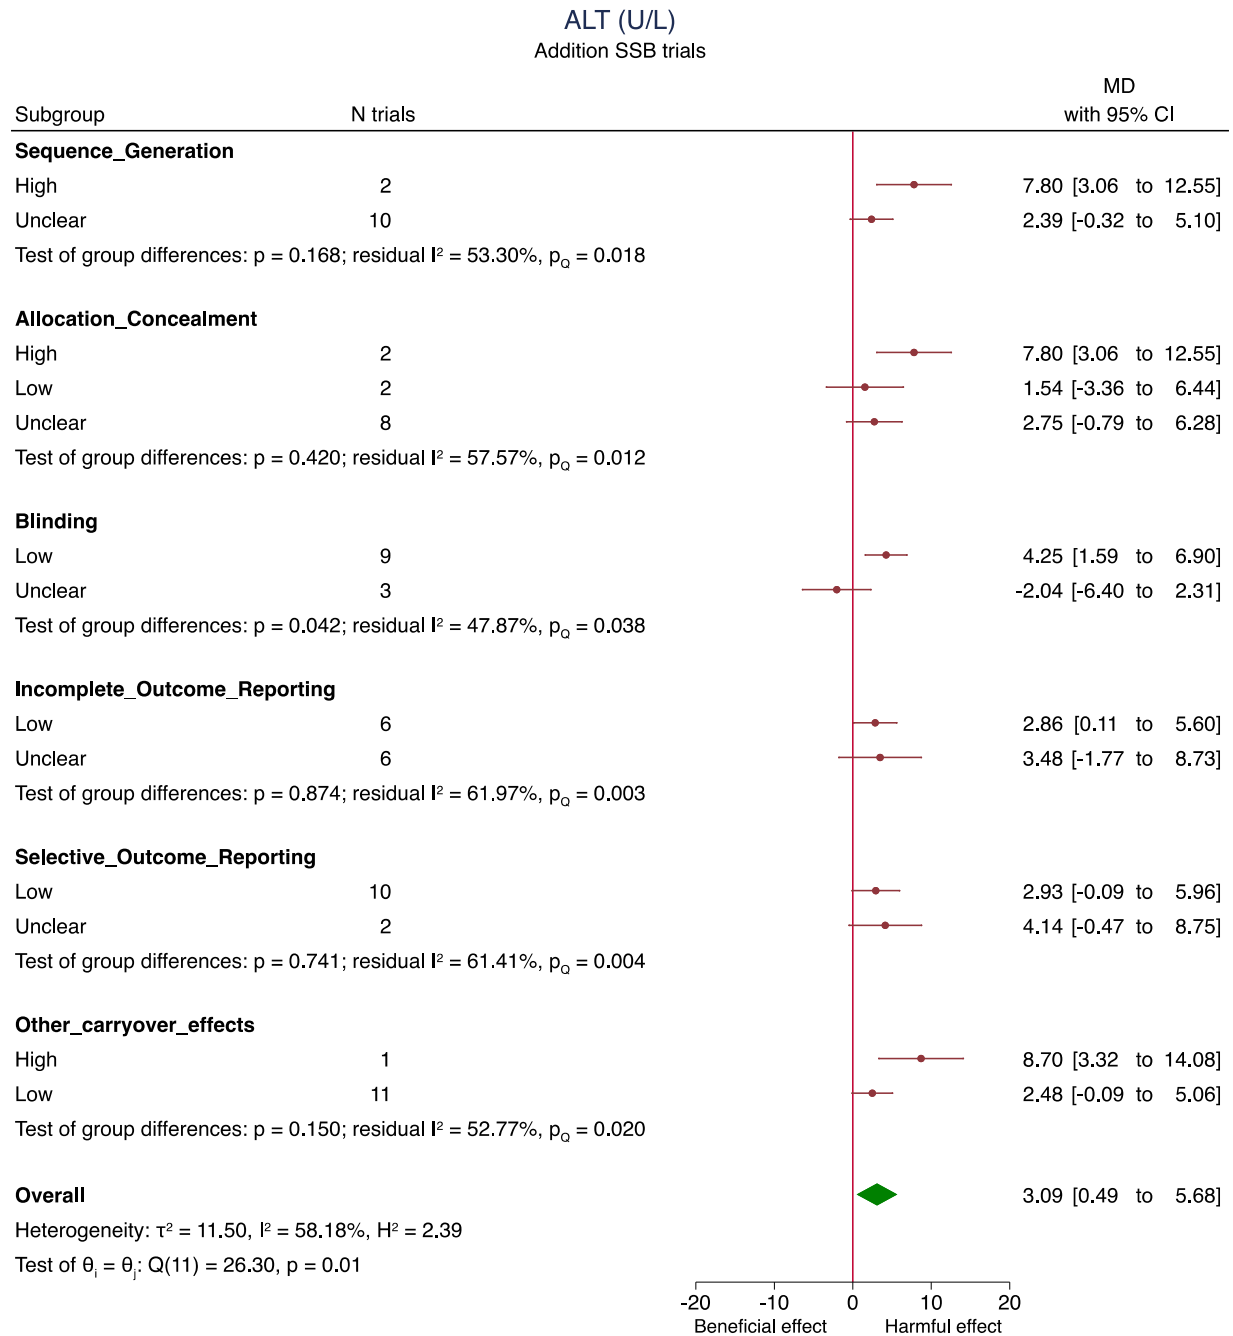 ALT (U/L)
Addition SSB trials
MD
Subgroup N trials with 95% CI
Sequence_Generation
High 2 7.80 [3.06 to 12.55]
Unclear 10 2.39 [-0.32 to 5.10]
Test of group differences: p = 0.168; residual I² = 53.30%, p_Q = 0.018
Allocation_Concealment
High 2 7.80 [3.06 to 12.55]
Low 2 1.54 [-3.36 to 6.44]
Unclear 8 2.75 [-0.79 to 6.28]
Test of group differences: p = 0.420; residual I² = 57.57%, p_Q = 0.012
Blinding
Low 9 4.25 [1.59 to 6.90]
Unclear 3 -2.04 [-6.40 to 2.31]
Test of group differences: p = 0.042; residual I² = 47.87%, p_Q = 0.038
Incomplete_Outcome_Reporting
Low 6 2.86 [0.11 to 5.60]
Unclear 6 3.48 [-1.77 to 8.73]
Test of group differences: p = 0.874; residual I² = 61.97%, p_Q = 0.003
Selective_Outcome_Reporting
Low 10 2.93 [-0.09 to 5.96]
Unclear 2 4.14 [-0.47 to 8.75]
Test of group differences: p = 0.741; residual I² = 61.41%, p_Q = 0.004
Other_carryover_effects
High 1 8.70 [3.32 to 14.08]
Low 11 2.48 [-0.09 to 5.06]
Test of group differences: p = 0.150; residual I² = 52.77%, p_Q = 0.020
Overall 3.09 [0.49 to 5.68]
Heterogeneity: τ² = 11.50, I² = 58.18%, H² = 2.39
Test of θᵢ = θⱼ: Q(11) = 26.30, p = 0.01
-20 -10 0 10 20
Beneficial effect Harmful effect